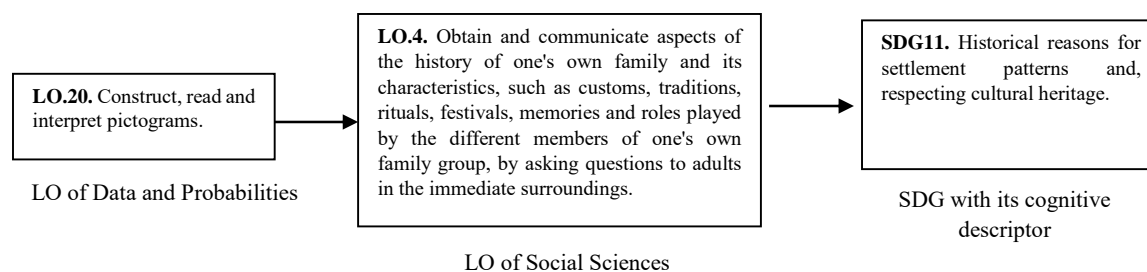 LO.20. Construct, read and
interpret pictograms.
LO of Data and Probabilities
LO.4. Obtain and communicate aspects of
the history of one's own family and its
characteristics, such as customs, traditions,
rituals, festivals, memories and roles played
by the different members of one's own
family group, by asking questions to adults
in the immediate surroundings.
LO of Social Sciences
SDG11. Historical reasons for
settlement patterns and,
respecting cultural heritage.
SDG with its cognitive
descriptor